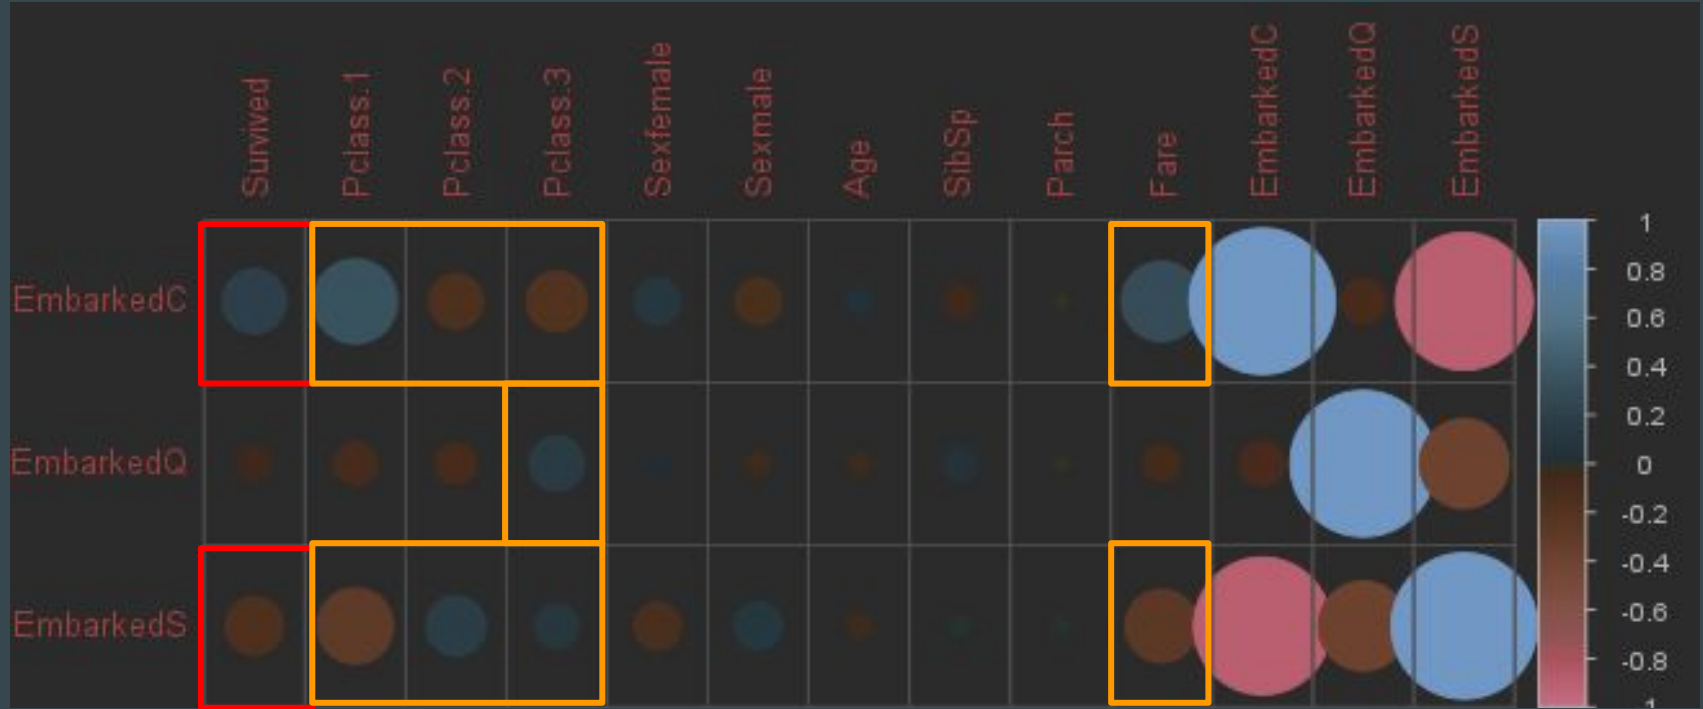 Survived
Pclass.1
Pclass.2
Pclass.3
Sexfemale
Sexmale
Age
SibSp
Parch
Fare
EmbarkedC
EmbarkedQ
EmbarkedS
EmbarkedC
EmbarkedQ
EmbarkedS
1
0.8
0.6
0.4
0.2
0
-0.2
-0.4
-0.6
-0.8
-1